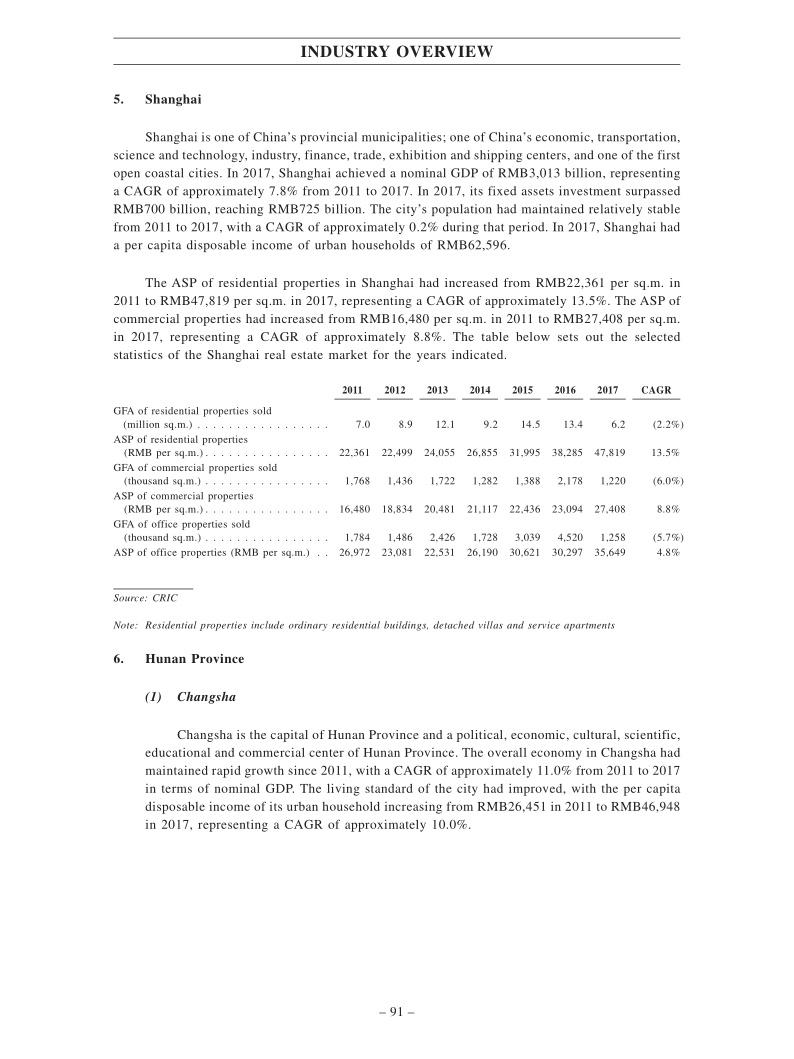 INDUSTRY OVERVIEW
5. Shanghai
Shanghai is one of China's provincial municipalities; one of China's economic, transportation,
science and technology, industry, finance, trade, exhibition and shipping centers, and one of the first
open coastal cities. In 2017, Shanghai achieved a nominal GDP of RMB3,013 billion, representing
a CAGR of approximately 7.8% from 2011 to 2017. In 2017, its fixed assets investment surpassed
RMB700 billion, reaching RMB725 billion. The city's population had maintained relatively stable
from 2011 to 2017, with a CAGR of approximately 0.2% during that period. In 2017, Shanghai had
a per capita disposable income of urban households of RMB62,596.
The ASP of residential properties in Shanghai had increased from RMB22,361 per sq.m. in
2011 to RMB47,819 per sq.m. in 2017, representing a CAGR of approximately 13.5%. The ASP of
commercial properties had increased from RMB16,480 per sq.m. in 2011 to RMB27,408 per sq.m.
in 2017, representing a CAGR of approximately 8.8%. The table below sets out the selected
statistics of the Shanghai real estate market for the years indicated.
2011 2012 2013 2014 2015 2016 2017 CAGR
GFA of residential properties sold
(million sq.m.) . . . . . . . . . . . . . . . . . 7.0 8.9 12.1 9.2 14.5 13.4 6.2 (2.2%)
ASP of residential properties
(RMB per sq.m.) . . . . . . . . . . . . . . . . 22,361 22,499 24,055 26,855 31,995 38,285 47,819 13.5%
GFA of commercial properties sold
(thousand sq.m.) . . . . . . . . . . . . . . . . 1,768 1,436 1,722 1,282 1,388 2,178 1,220 (6.0%)
ASP of commercial properties
(RMB per sq.m.) . . . . . . . . . . . . . . . . 16,480 18,834 20,481 21,117 22,436 23,094 27,408 8.8%
GFA of office properties sold
(thousand sq.m.) . . . . . . . . . . . . . . . . 1,784 1,486 2,426 1,728 3,039 4,520 1,258 (5.7%)
ASP of office properties (RMB per sq.m.) . . 26,972 23,081 22,531 26,190 30,621 30,297 35,649 4.8%
Source: CRIC
Note: Residential properties include ordinary residential buildings, detached villas and service apartments
6. Hunan Province
(1) Changsha
Changsha is the capital of Hunan Province and a political, economic, cultural, scientific,
educational and commercial center of Hunan Province. The overall economy in Changsha had
maintained rapid growth since 2011, with a CAGR of approximately 11.0% from 2011 to 2017
in terms of nominal GDP. The living standard of the city had improved, with the per capita
disposable income of its urban household increasing from RMB26,451 in 2011 to RMB46,948
in 2017, representing a CAGR of approximately 10.0%.
– 91 –